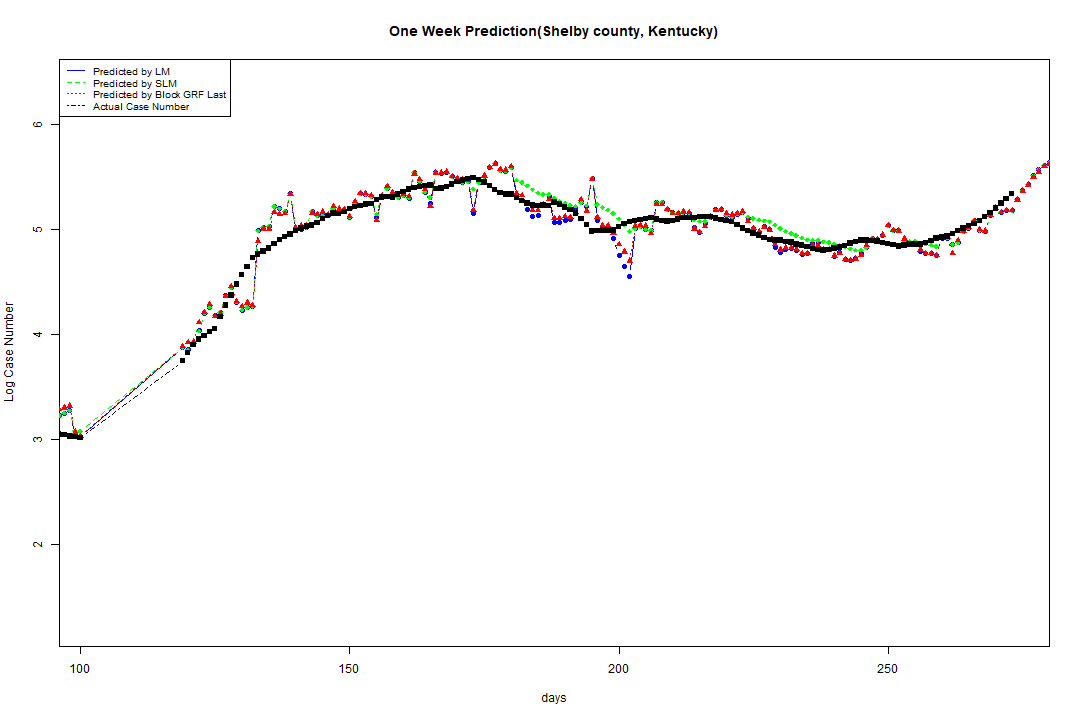 One Week Prediction(Shelby county, Kentucky)
Predicted by LM
Predicted by SLM
Predicted by Block GRF Last
Actual Case Number
6
5
4
3
2
Log Case Number
100 150 200 250
days